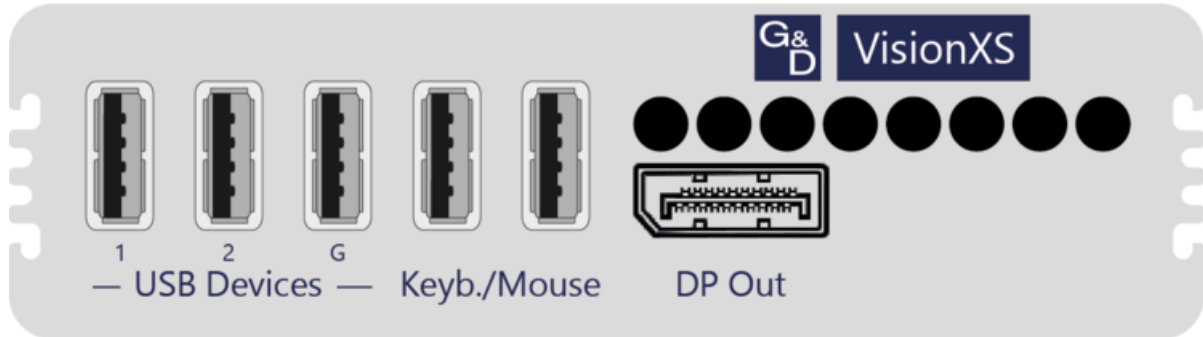 G&D VisionXS
1 2 G
— USB Devices — Keyb./Mouse DP Out